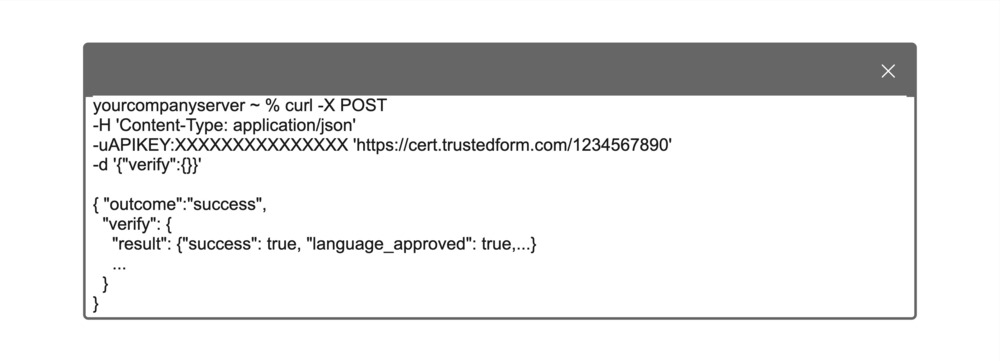 yourcompanyserver ~ % curl -X POST
-H 'Content-Type: application/json'
-uAPIKEY:XXXXXXXXXXXXXXX 'https://cert.trustedform.com/1234567890'
-d '{"verify":{}}'
{ "outcome":"success",
"verify": {
"result": {"success": true, "language_approved": true,...}
...
}
}